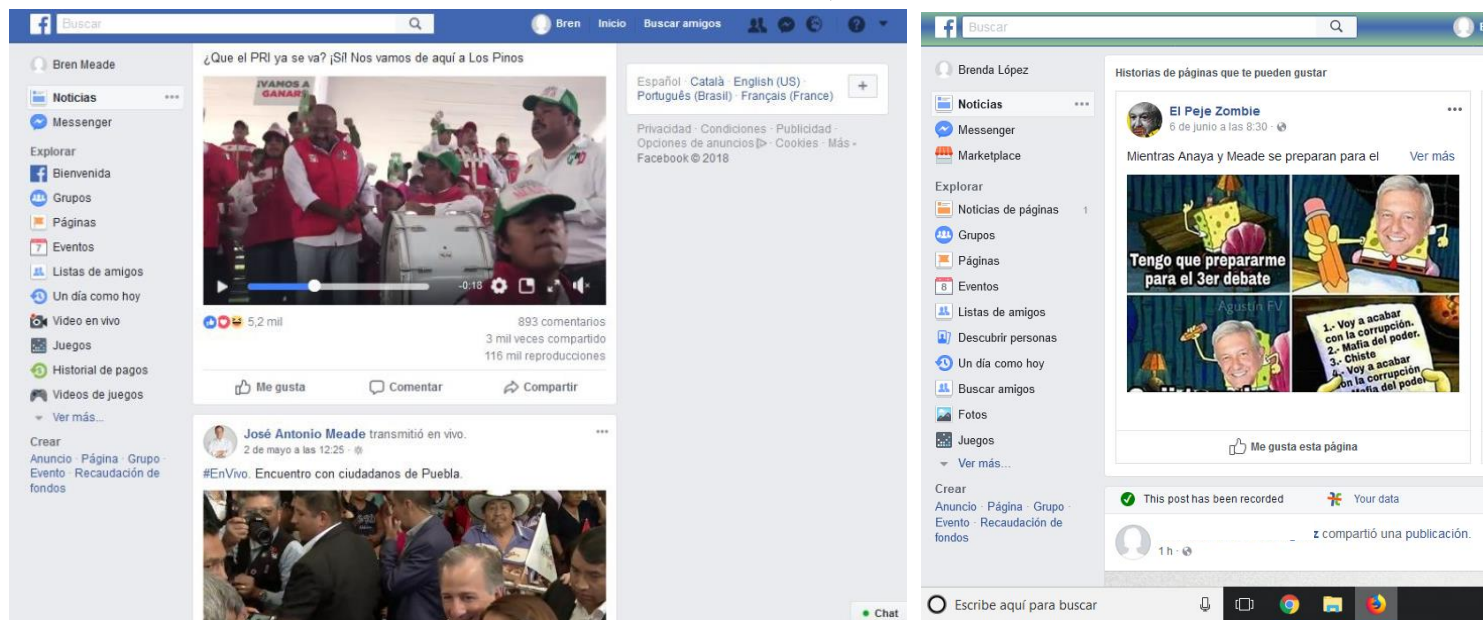 Buscar
Bren Inicio Buscar amigos
Bren Meade
Noticias
Messenger
Explorar
Bienvenida
Grupos
Páginas
7 Eventos
Listas de amigos
Un día como hoy
Video en vivo
Juegos
Historial de pagos
Videos de juegos
Ver más...
Crear
Anuncio · Página · Grupo ·
Evento · Recaudación de
fondos
¿Que el PRI ya se va? ¡Sí! Nos vamos de aquí a Los Pinos
¡VAMOS A
GANAR!
-0:18
5,2 mil
893 comentarios
3 mil veces compartido
116 mil reproducciones
Me gusta Comentar Compartir
José Antonio Meade transmitió en vivo.
2 de mayo a las 12:25 ·
#EnVivo. Encuentro con ciudadanos de Puebla.
Español · Català · English (US) ·
Português (Brasil) · Français (France)
+
Privacidad · Condiciones · Publicidad ·
Opciones de anuncios · Cookies · Más
Facebook © 2018
Chat
Buscar
Brenda López
Noticias
Messenger
Marketplace
Explorar
Noticias de páginas 1
Grupos
Páginas
8 Eventos
Listas de amigos
Descubrir personas
Un día como hoy
Buscar amigos
Fotos
Juegos
Ver más...
Crear
Anuncio · Página · Grupo ·
Evento · Recaudación de
fondos
Historias de páginas que te pueden gustar
El Peje Zombie
6 de junio a las 8:30 ·
Mientras Anaya y Meade se preparan para el Ver más
Tengo que prepararme
para el 3er debate
Agustin FV
1.- Voy a acabar
con la corrupción.
2.- Mafia del poder.
3.- Chiste
4.- Voy a acabar
con la corrupción
Mafia del poder
Me gusta esta página
This post has been recorded Your data
z compartió una publicación.
1 h ·
Escribe aquí para buscar